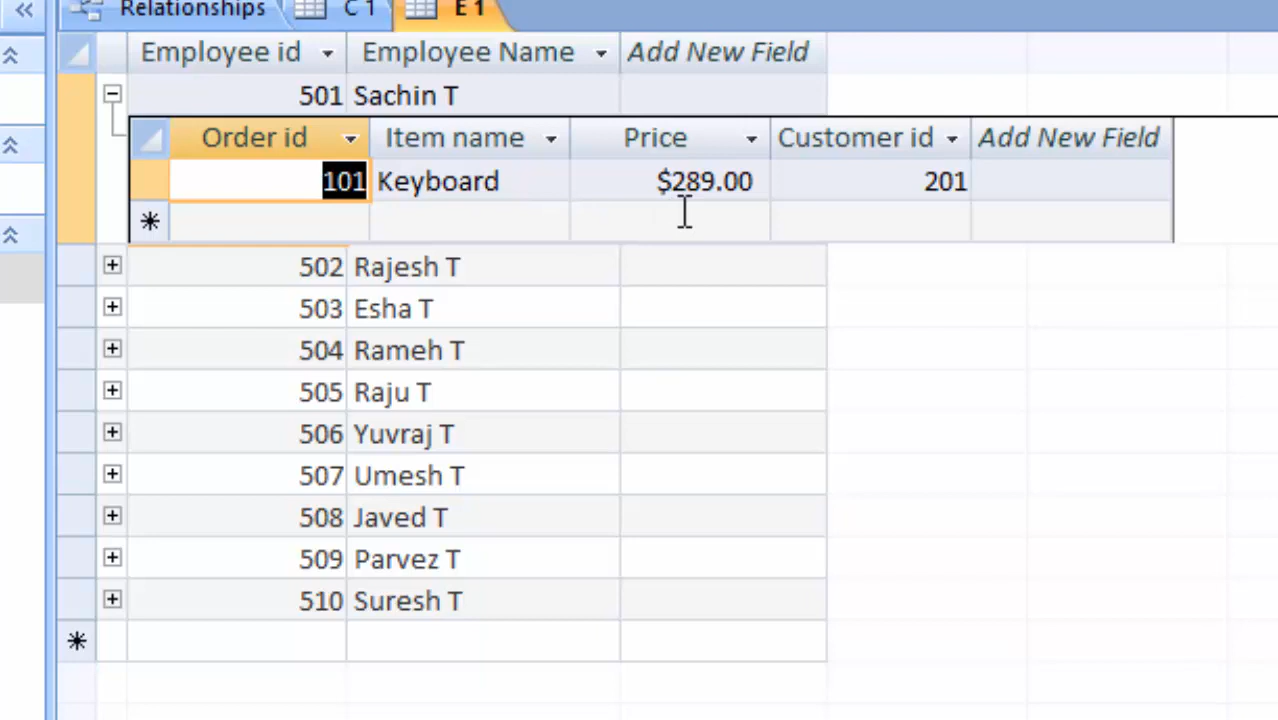 Relationships C 1 E 1
Employee id Employee Name Add New Field
501 Sachin T
Order id Item name Price Customer id Add New Field
101 Keyboard $289.00 201
502 Rajesh T
503 Esha T
504 Rameh T
505 Raju T
506 Yuvraj T
507 Umesh T
508 Javed T
509 Parvez T
510 Suresh T